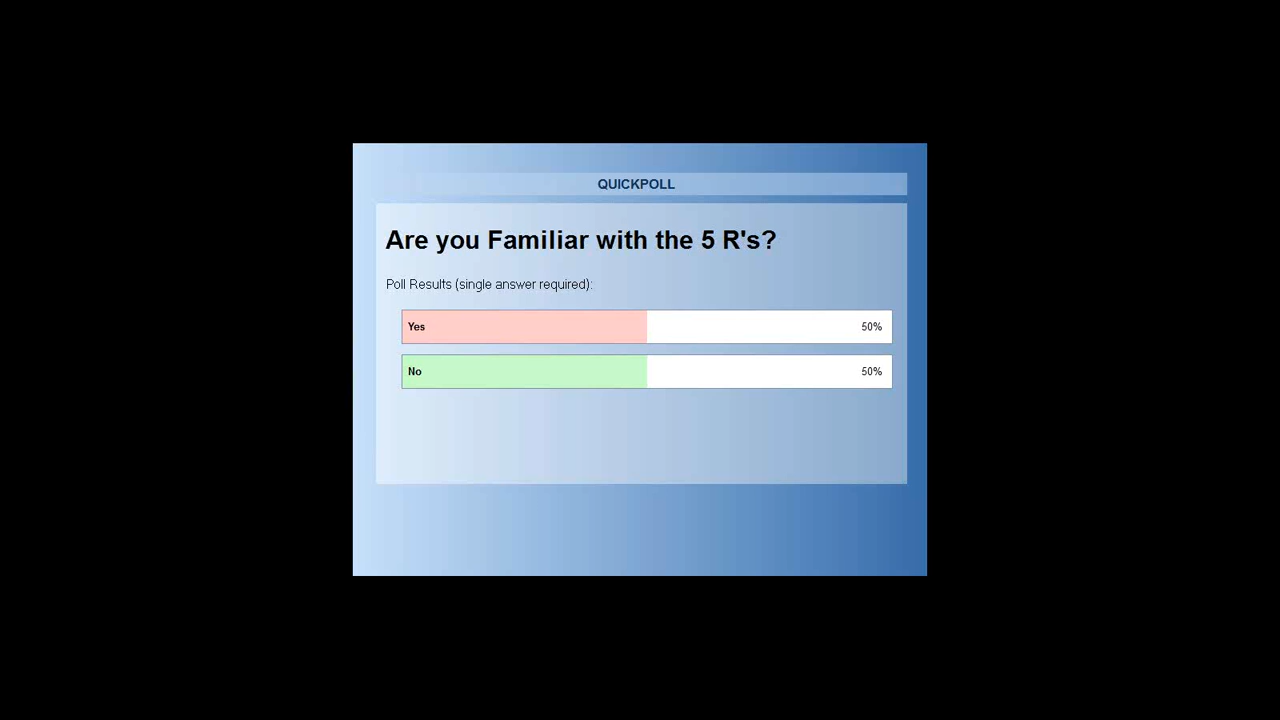 QUICKPOLL
Are you Familiar with the 5 R's?
Poll Results (single answer required):
Yes 50%
No 50%